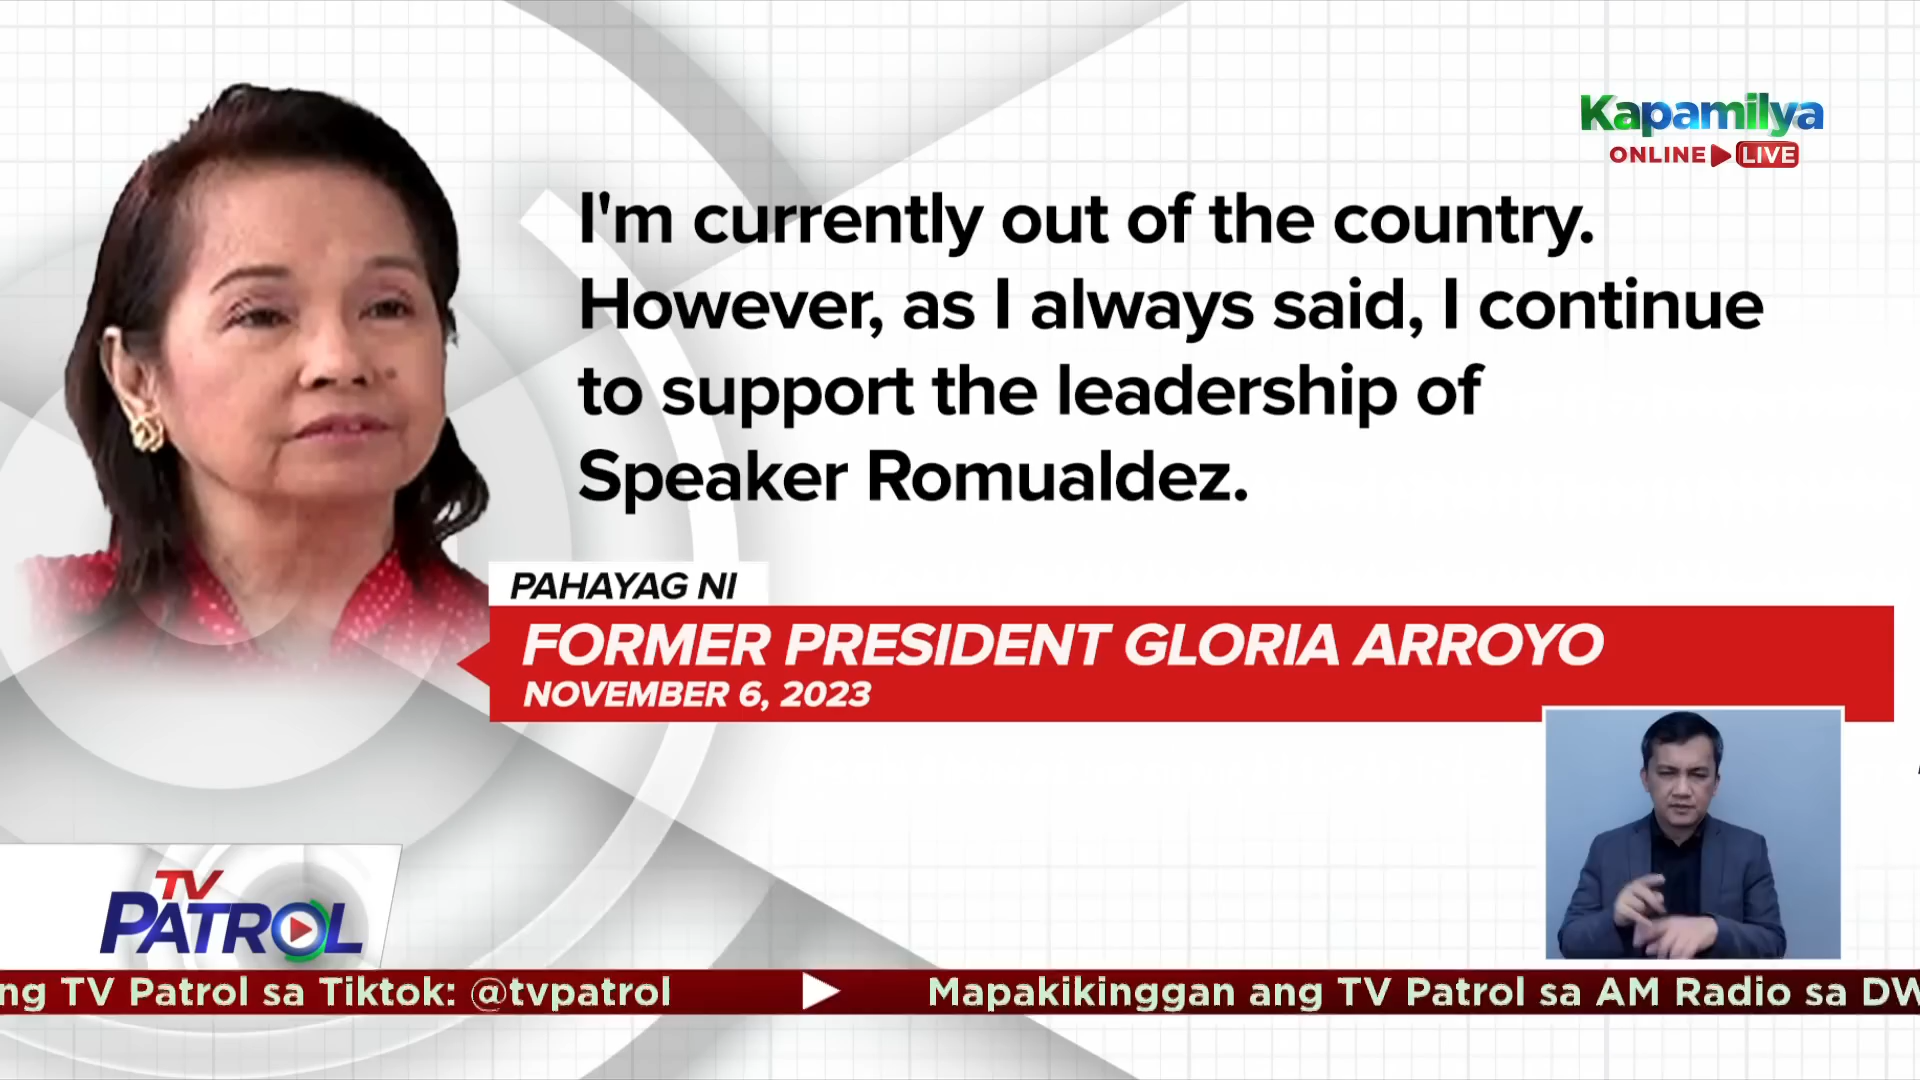 Kapamilya
ONLINE LIVE
I'm currently out of the country.
However, as I always said, I continue
to support the leadership of
Speaker Romualdez.
PAHAYAG NI
FORMER PRESIDENT GLORIA ARROYO
NOVEMBER 6, 2023
TV
PATROL
ng TV Patrol sa Tiktok: @tvpatrol Mapakikinggan ang TV Patrol sa AM Radio sa DW